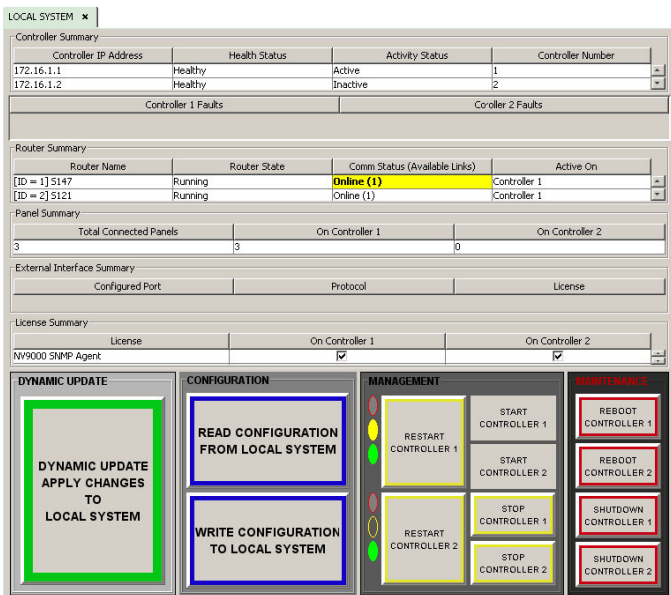 LOCAL SYSTEM ×
Controller Summary
Controller IP Address Health Status Activity Status Controller Number
172.16.1.1 Healthy Active 1
172.16.1.2 Healthy Inactive 2
Controller 1 Faults Co·oller 2 Faults
Router Summary
Router Name Router State Comm Status (Available Links) Active On
[ID = 1] S147 Running Online (1) Controller 1
[ID = 2] S121 Running Online (1) Controller 1
Panel Summary
Total Connected Panels On Controller 1 On Controller 2
3 3 0
External Interface Summary
Configured Port Protocol License
License Summary
License On Controller 1 On Controller 2
NV9000 SNMP Agent
DYNAMIC UPDATE
DYNAMIC UPDATE
APPLY CHANGES
TO
LOCAL SYSTEM
CONFIGURATION
READ CONFIGURATION
FROM LOCAL SYSTEM
WRITE CONFIGURATION
TO LOCAL SYSTEM
MANAGEMENT
RESTART
CONTROLLER 1
START
CONTROLLER 1
START
CONTROLLER 2
RESTART
CONTROLLER 2
STOP
CONTROLLER 1
STOP
CONTROLLER 2
MAINTENANCE
REBOOT
CONTROLLER 1
REBOOT
CONTROLLER 2
SHUTDOWN
CONTROLLER 1
SHUTDOWN
CONTROLLER 2